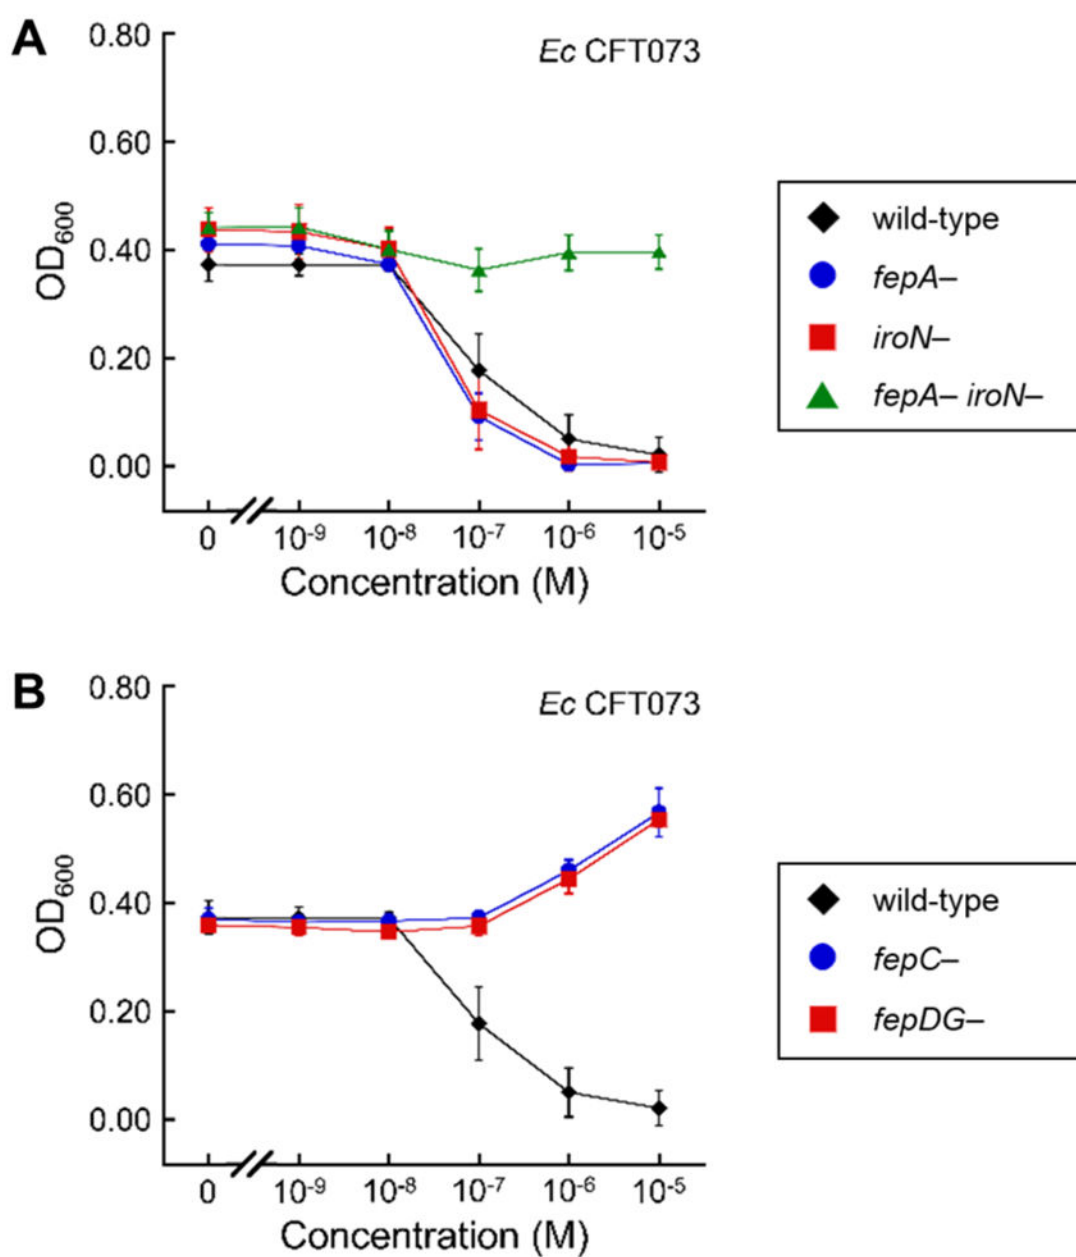 A
Ec CFT073
0.80
0.60
0.40
0.20
0.00
OD₆₀₀
0 10⁻⁹ 10⁻⁸ 10⁻⁷ 10⁻⁶ 10⁻⁵
Concentration (M)
wild-type
fepA–
iroN–
fepA– iroN–
B
Ec CFT073
0.80
0.60
0.40
0.20
0.00
OD₆₀₀
0 10⁻⁹ 10⁻⁸ 10⁻⁷ 10⁻⁶ 10⁻⁵
Concentration (M)
wild-type
fepC–
fepDG–